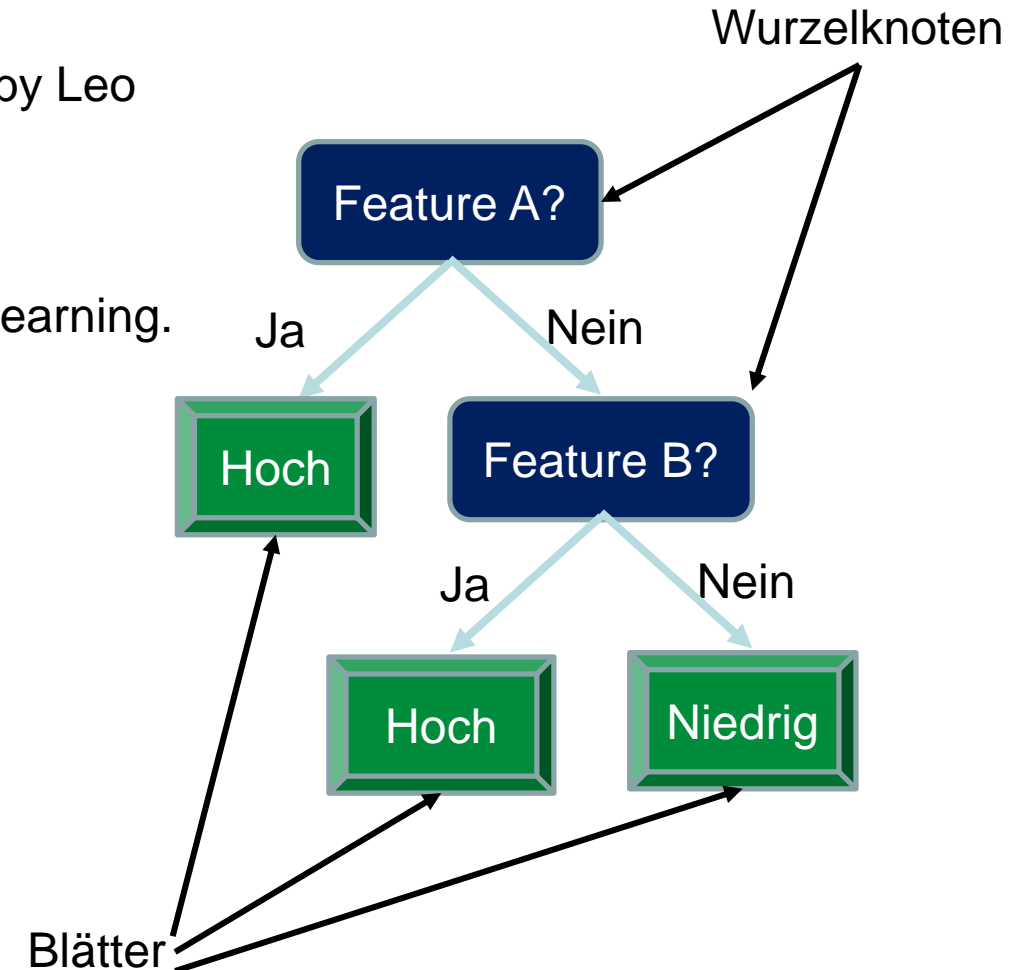 Wurzelknoten
by Leo
Feature A?
earning.
Ja
Nein
Hoch
Feature B?
Ja
Nein
Hoch
Niedrig
Blätter